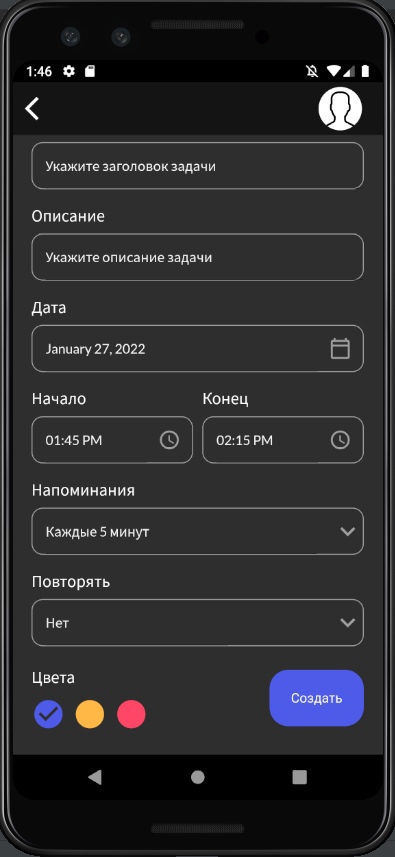 1:46
Укажите заголовок задачи
Описание
Укажите описание задачи
Дата
January 27, 2022
Начало Конец
01:45 PM 02:15 PM
Напоминания
Каждые 5 минут
Повторять
Нет
Цвета
Создать